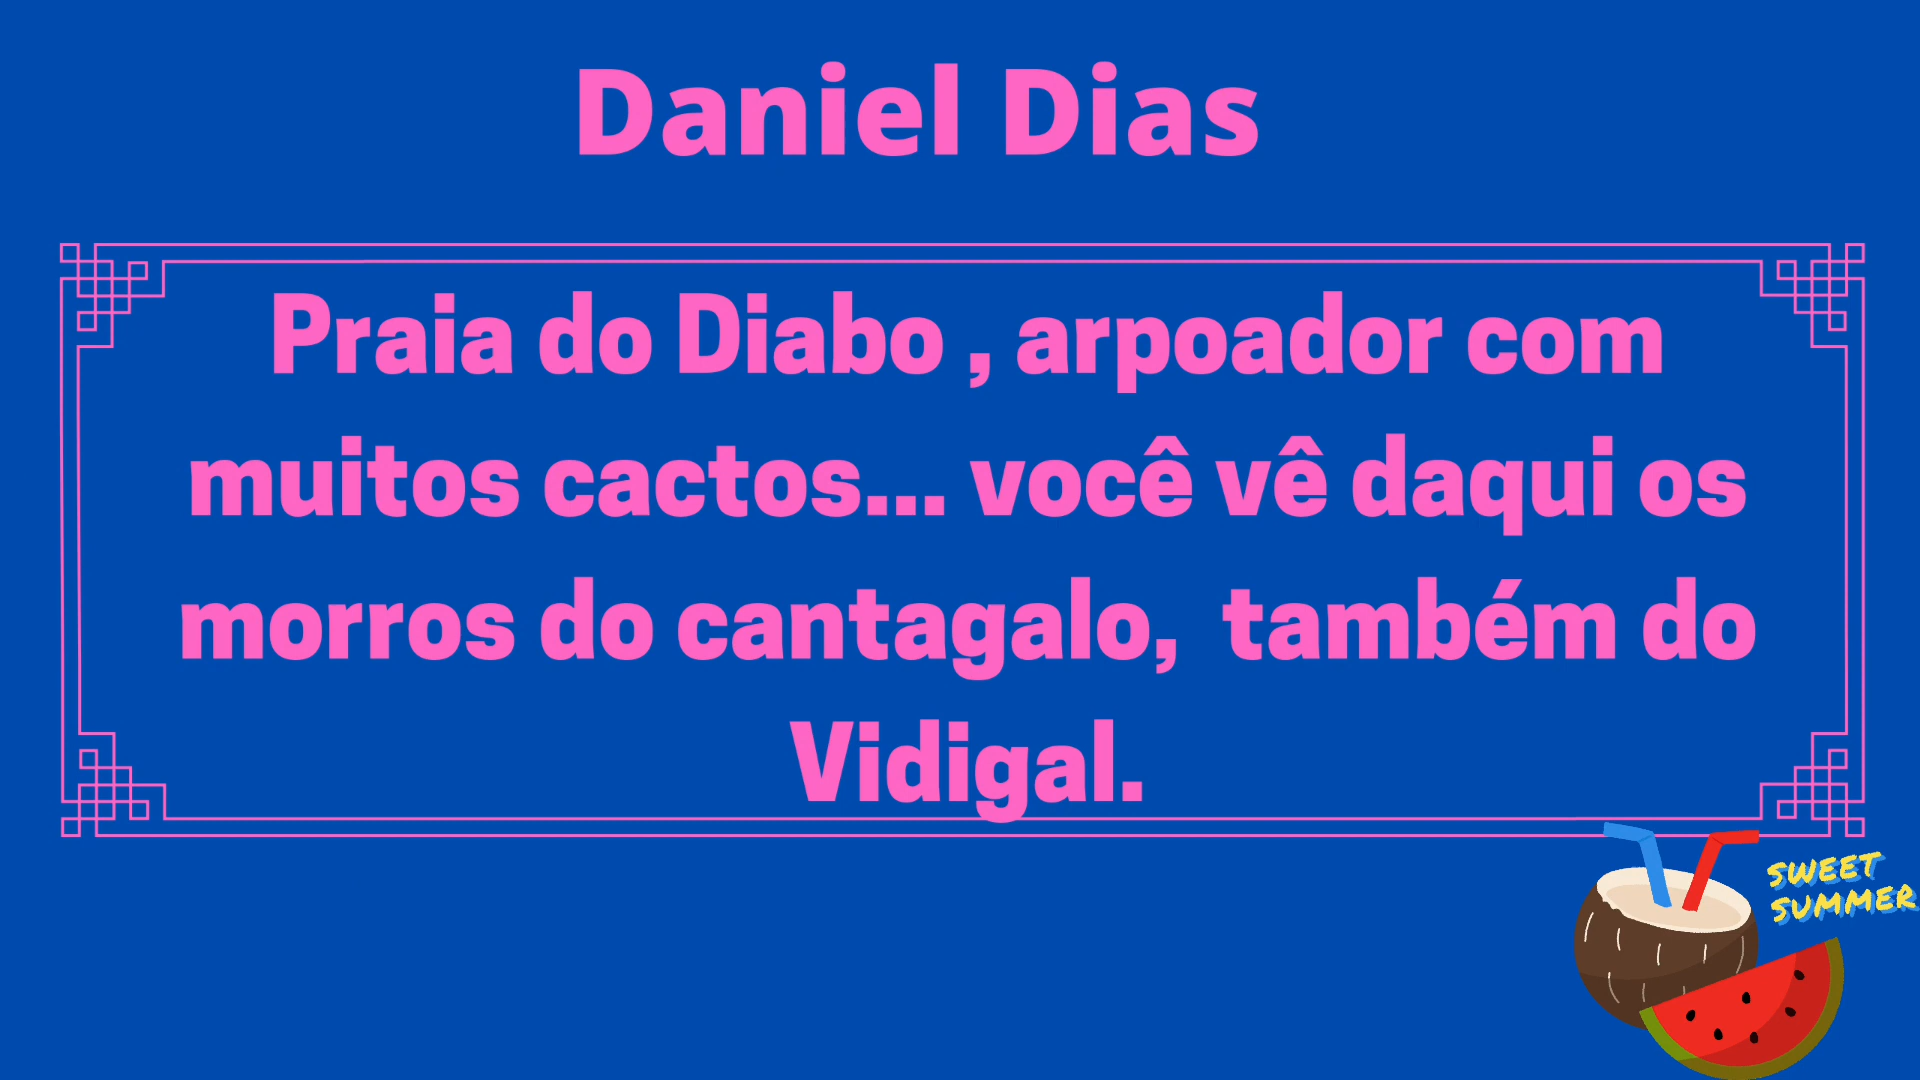 Daniel Dias
Praia do Diabo , arpoador com
muitos cactos... você vê daqui os
morros do cantagalo,  também do
Vidigal.
SWEET
SUMMER